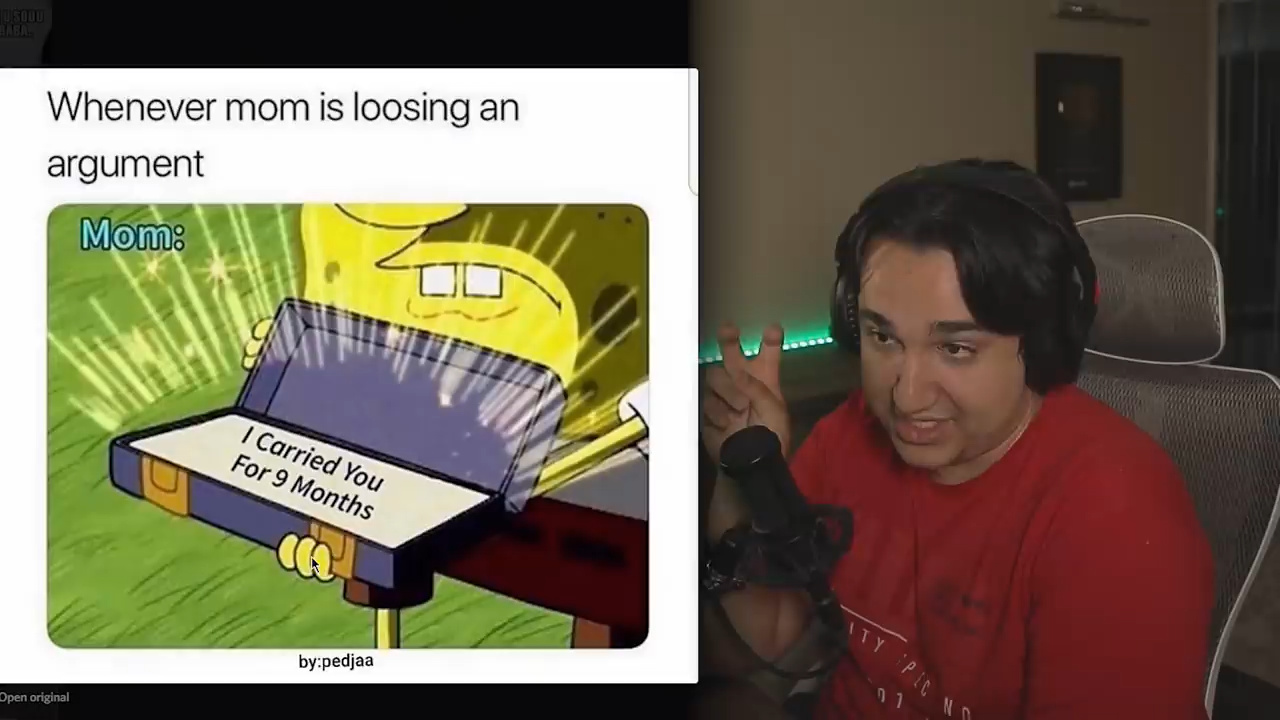 Whenever mom is loosing an
argument
Mom:
I Carried You
For 9 Months
by:pedjaa
Open original